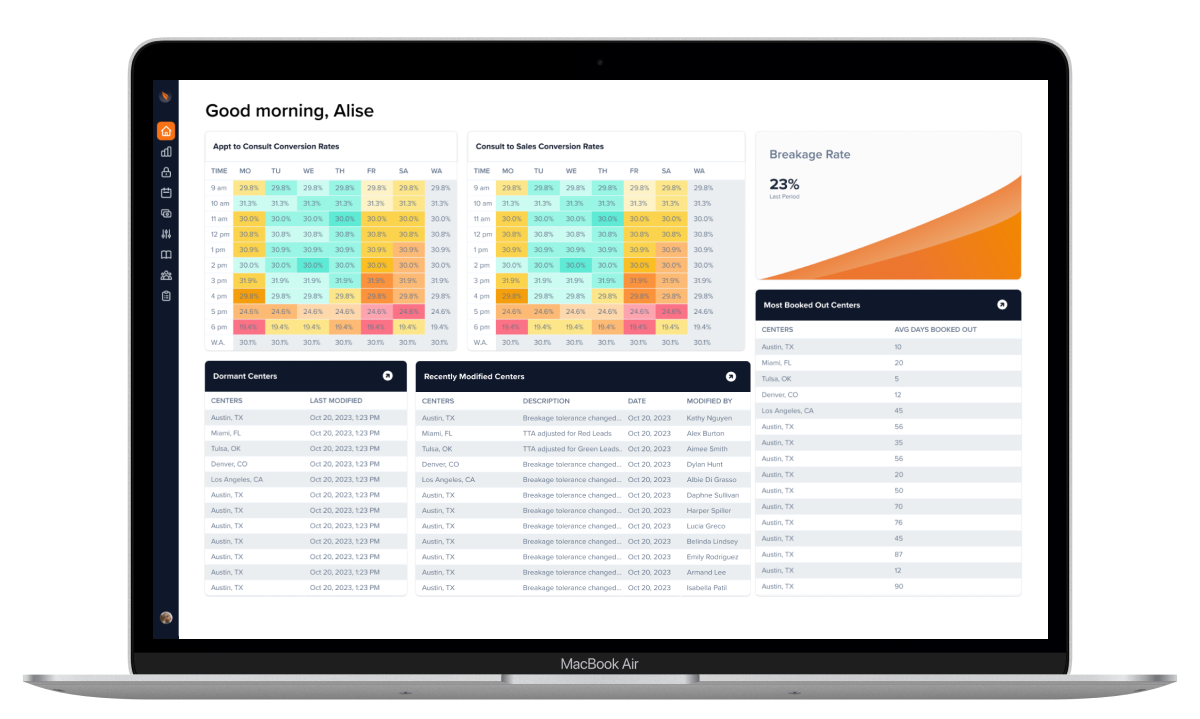 Good morning, Alise
Appt to Consult Conversion Rates
TIME MO TU WE TH FR SA WA
9 am 29.8% 29.8% 29.8% 29.8% 29.8% 29.8% 29.8%
10 am 31.3% 31.3% 31.3% 31.3% 31.3% 31.3% 31.3%
11 am 30.0% 30.0% 30.0% 30.0% 30.0% 30.0% 30.0%
12 pm 30.8% 30.8% 30.8% 30.8% 30.8% 30.8% 30.8%
1 pm 30.9% 30.9% 30.9% 30.9% 30.9% 30.9% 30.9%
2 pm 30.0% 30.0% 30.0% 30.0% 30.0% 30.0% 30.0%
3 pm 31.9% 31.9% 31.9% 31.9% 31.9% 31.9% 31.9%
4 pm 29.8% 29.8% 29.8% 29.8% 29.8% 29.8% 29.8%
5 pm 24.6% 24.6% 24.6% 24.6% 24.6% 24.6% 24.6%
6 pm 19.4% 19.4% 19.4% 19.4% 19.4% 19.4% 19.4%
W.A. 30.1% 30.1% 30.1% 30.1% 30.1% 30.1% 30.1%
Consult to Sales Conversion Rates
TIME MO TU WE TH FR SA WA
9 am 29.8% 29.8% 29.8% 29.8% 29.8% 29.8% 29.8%
10 am 31.3% 31.3% 31.3% 31.3% 31.3% 31.3% 31.3%
11 am 30.0% 30.0% 30.0% 30.0% 30.0% 30.0% 30.0%
12 pm 30.8% 30.8% 30.8% 30.8% 30.8% 30.8% 30.8%
1 pm 30.9% 30.9% 30.9% 30.9% 30.9% 30.9% 30.9%
2 pm 30.0% 30.0% 30.0% 30.0% 30.0% 30.0% 30.0%
3 pm 31.9% 31.9% 31.9% 31.9% 31.9% 31.9% 31.9%
4 pm 29.8% 29.8% 29.8% 29.8% 29.8% 29.8% 29.8%
5 pm 24.6% 24.6% 24.6% 24.6% 24.6% 24.6% 24.6%
6 pm 19.4% 19.4% 19.4% 19.4% 19.4% 19.4% 19.4%
W.A. 30.1% 30.1% 30.1% 30.1% 30.1% 30.1% 30.1%
Breakage Rate
23%
Last Period
Most Booked Out Centers
CENTERS AVG DAYS BOOKED OUT
Austin, TX 10
Miami, FL 20
Tulsa, OK 5
Denver, CO 12
Los Angeles, CA 45
Austin, TX 56
Austin, TX 35
Austin, TX 56
Austin, TX 20
Austin, TX 50
Austin, TX 70
Austin, TX 76
Austin, TX 45
Austin, TX 87
Austin, TX 12
Austin, TX 90
Dormant Centers
CENTERS LAST MODIFIED
Austin, TX Oct 20, 2023, 1:23 PM
Miami, FL Oct 20, 2023, 1:23 PM
Tulsa, OK Oct 20, 2023, 1:23 PM
Denver, CO Oct 20, 2023, 1:23 PM
Los Angeles, CA Oct 20, 2023, 1:23 PM
Austin, TX Oct 20, 2023, 1:23 PM
Austin, TX Oct 20, 2023, 1:23 PM
Austin, TX Oct 20, 2023, 1:23 PM
Austin, TX Oct 20, 2023, 1:23 PM
Austin, TX Oct 20, 2023, 1:23 PM
Austin, TX Oct 20, 2023, 1:23 PM
Austin, TX Oct 20, 2023, 1:23 PM
Recently Modified Centers
CENTERS DESCRIPTION DATE MODIFIED BY
Austin, TX Breakage tolerance changed... Oct 20, 2023 Kathy Nguyen
Miami, FL TTA adjusted for Red Leads Oct 20, 2023 Alex Burton
Tulsa, OK TTA adjusted for Green Leads. Oct 20, 2023 Aimee Smith
Denver, CO Breakage tolerance changed... Oct 20, 2023 Dylan Hunt
Los Angeles, CA Breakage tolerance changed... Oct 20, 2023 Albie Di Grasso
Austin, TX Breakage tolerance changed... Oct 20, 2023 Daphne Sullivan
Austin, TX Breakage tolerance changed... Oct 20, 2023 Harper Spiller
Austin, TX Breakage tolerance changed... Oct 20, 2023 Lucia Greco
Austin, TX Breakage tolerance changed... Oct 20, 2023 Belinda Lindsey
Austin, TX Breakage tolerance changed... Oct 20, 2023 Emily Rodriguez
Austin, TX Breakage tolerance changed... Oct 20, 2023 Armand Lee
Austin, TX Breakage tolerance changed... Oct 20, 2023 Isabella Patil
MacBook Air